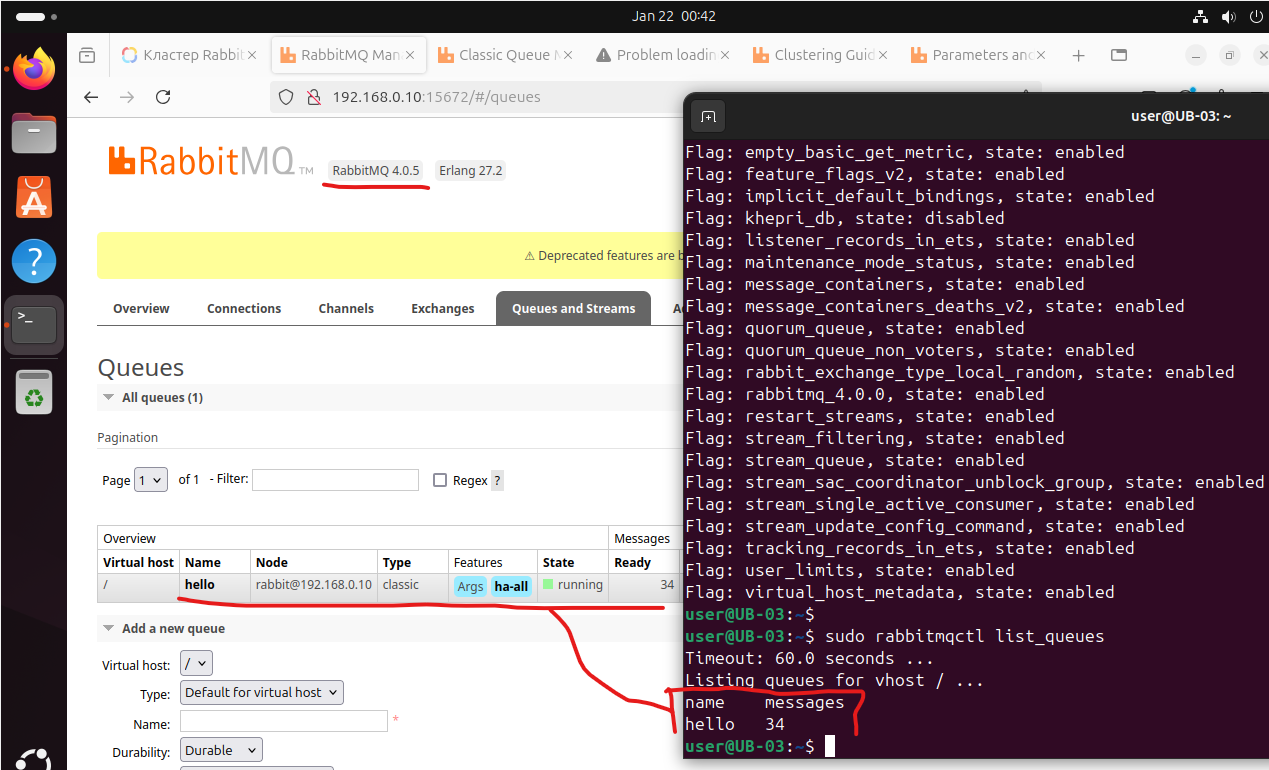 Jan 22 00:42
Кластер Rabbit
RabbitMQ Man
Classic Queue M
Problem loadin
Clustering Guid
Parameters an
192.168.0.10:15672/#/queues
RabbitMQ TM
RabbitMQ 4.0.5
Erlang 27.2
⚠ Deprecated features are b
Overview
Connections
Channels
Exchanges
Queues and Streams
A
Queues
All queues (1)
Pagination
Page 1 of 1 - Filter: Regex ?
Overview Messages
Virtual host Name Node Type Features State Ready
/ hello rabbit@192.168.0.10 classic Args ha-all running 34
Add a new queue
Virtual host: /
Type: Default for virtual host
Name: *
Durability: Durable
user@UB-03: ~
Flag: empty_basic_get_metric, state: enabled
Flag: feature_flags_v2, state: enabled
Flag: implicit_default_bindings, state: enabled
Flag: khepri_db, state: disabled
Flag: listener_records_in_ets, state: enabled
Flag: maintenance_mode_status, state: enabled
Flag: message_containers, state: enabled
Flag: message_containers_deaths_v2, state: enabled
Flag: quorum_queue, state: enabled
Flag: quorum_queue_non_voters, state: enabled
Flag: rabbit_exchange_type_local_random, state: enabled
Flag: rabbitmq_4.0.0, state: enabled
Flag: restart_streams, state: enabled
Flag: stream_filtering, state: enabled
Flag: stream_queue, state: enabled
Flag: stream_sac_coordinator_unblock_group, state: enabled
Flag: stream_single_active_consumer, state: enabled
Flag: stream_update_config_command, state: enabled
Flag: tracking_records_in_ets, state: enabled
Flag: user_limits, state: enabled
Flag: virtual_host_metadata, state: enabled
user@UB-03:~$
user@UB-03:~$ sudo rabbitmqctl list_queues
Timeout: 60.0 seconds ...
Listing queues for vhost / ...
name messages
hello 34
user@UB-03:~$